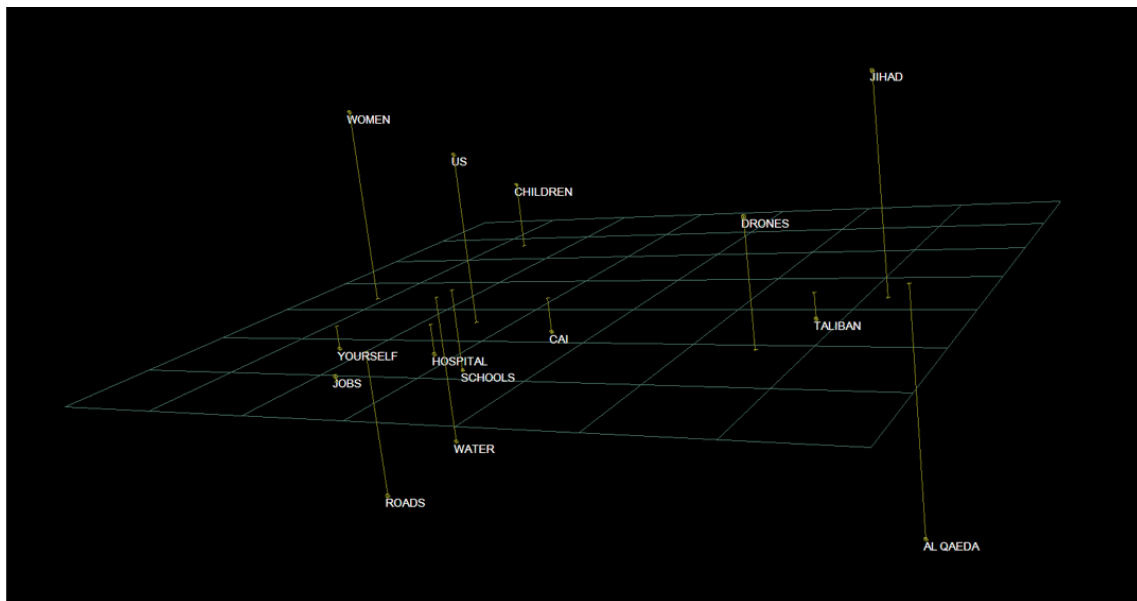 JIHAD
WOMEN
US
CHILDREN
DRONES
TALIBAN
CAI
YOURSELF
HOSPITAL
SCHOOLS
JOBS
WATER
ROADS
AL QAEDA